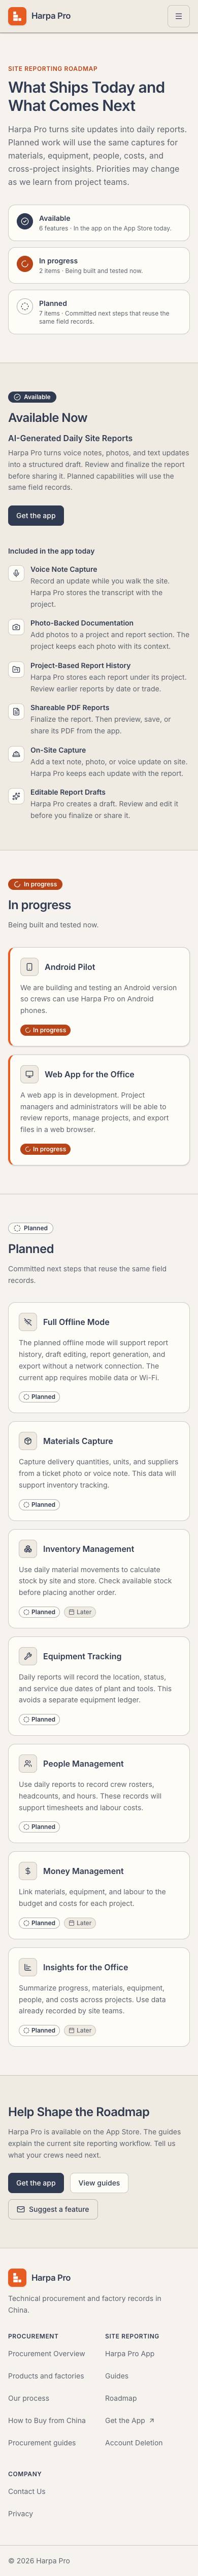 Harpa Pro
SITE REPORTING ROADMAP
What Ships Today and
What Comes Next
Harpa Pro turns site updates into daily reports.
Planned work will use the same captures for
materials, equipment, people, costs, and
cross-project insights. Priorities may change
as we learn from project teams.
Available
6 features · In the app on the App Store today.
In progress
2 items · Being built and tested now.
Planned
7 items · Committed next steps that reuse the
same field records.
Available
Available Now
AI-Generated Daily Site Reports
Harpa Pro turns voice notes, photos, and text updates
into a structured draft. Review and finalize the report
before sharing it. Planned capabilities will use the
same field records.
Get the app
Included in the app today
Voice Note Capture
Record an update while you walk the site.
Harpa Pro stores the transcript with the
project.
Photo-Backed Documentation
Add photos to a project and report section. The
project keeps each photo with its context.
Project-Based Report History
Harpa Pro stores each report under its project.
Review earlier reports by date or trade.
Shareable PDF Reports
Finalize the report. Then preview, save, or
share its PDF from the app.
On-Site Capture
Add a text note, photo, or voice update on site.
Harpa Pro keeps each update with the report.
Editable Report Drafts
Harpa Pro creates a draft. Review and edit it
before you finalize or share it.
In progress
In progress
Being built and tested now.
Android Pilot
We are building and testing an Android version
so crews can use Harpa Pro on Android
phones.
In progress
Web App for the Office
A web app is in development. Project
managers and administrators will be able to
review reports, manage projects, and export
files in a web browser.
In progress
Planned
Planned
Committed next steps that reuse the same field
records.
Full Offline Mode
The planned offline mode will support report
history, draft editing, report generation, and
export without a network connection. The
current app requires mobile data or Wi-Fi.
Planned
Materials Capture
Capture delivery quantities, units, and suppliers
from a ticket photo or voice note. This data will
support inventory tracking.
Planned
Inventory Management
Use daily material movements to calculate
stock by site and store. Check available stock
before placing another order.
Planned Later
Equipment Tracking
Daily reports will record the location, status,
and service due dates of plant and tools. This
avoids a separate equipment ledger.
Planned
People Management
Use daily reports to record crew rosters,
headcounts, and hours. These records will
support timesheets and labour costs.
Planned
Money Management
Link materials, equipment, and labour to the
budget and costs for each project.
Planned Later
Insights for the Office
Summarize progress, materials, equipment,
people, and costs across projects. Use data
already recorded by site teams.
Planned Later
Help Shape the Roadmap
Harpa Pro is available on the App Store. The guides
explain the current site reporting workflow. Tell us
what your crews need next.
Get the app View guides
Suggest a feature
Harpa Pro
Technical procurement and factory records in
China.
PROCUREMENT
Procurement Overview
Products and factories
Our process
How to Buy from China
Procurement guides
SITE REPORTING
Harpa Pro App
Guides
Roadmap
Get the App
Account Deletion
COMPANY
Contact Us
Privacy
© 2026 Harpa Pro